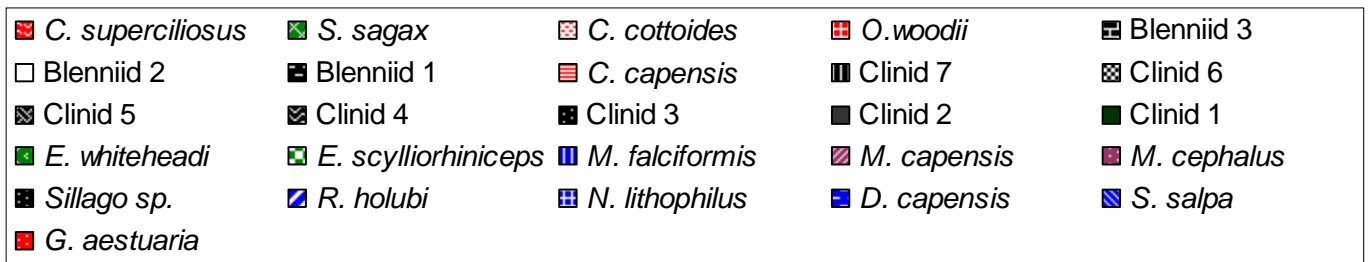 C. superciliosus S. sagax C. cottoides O.woodii Blenniid 3
Blenniid 2 Blenniid 1 C. capensis Clinid 7 Clinid 6
Clinid 5 Clinid 4 Clinid 3 Clinid 2 Clinid 1
E. whiteheadi E. scylliorhiniceps M. falciformis M. capensis M. cephalus
Sillago sp. R. holubi N. lithophilus D. capensis S. salpa
G. aestuaria